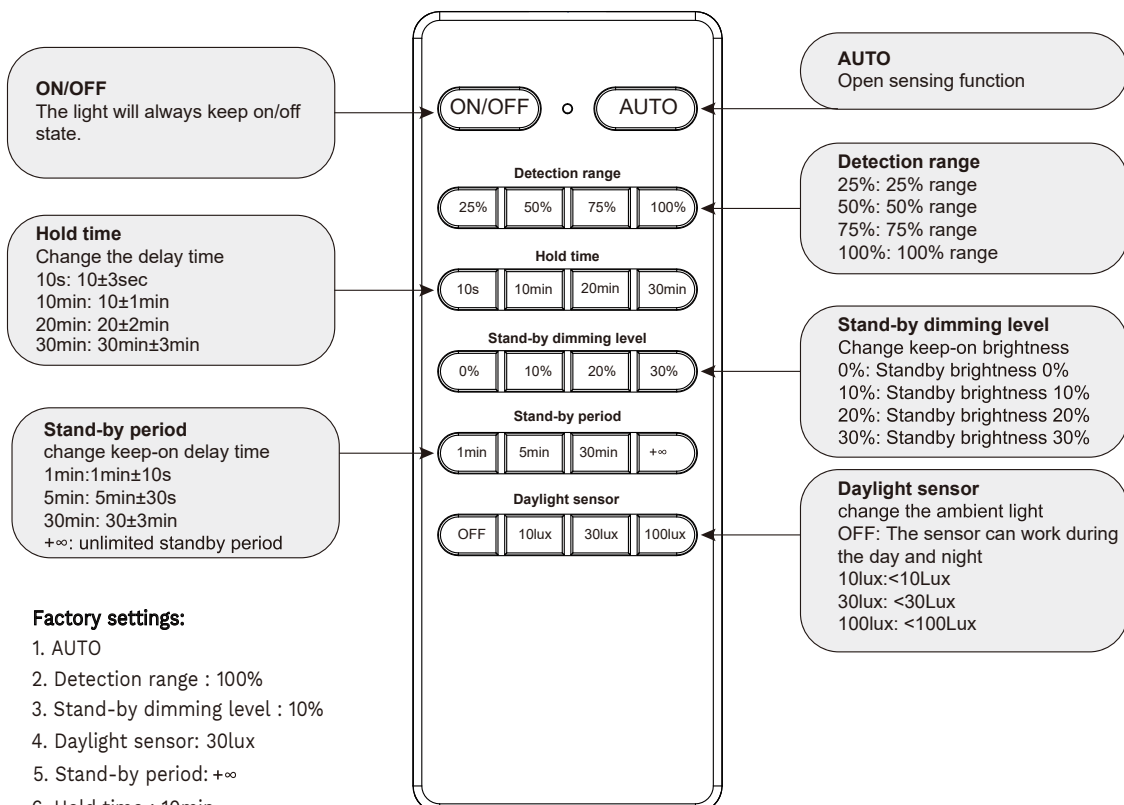 ON/OFF
The light will always keep on/off
state.
Hold time
Change the delay time
10s: 10±3sec
10min: 10±1min
20min: 20±2min
30min: 30min±3min
Stand-by period
change keep-on delay time
1min:1min±10s
5min: 5min±30s
30min: 30±3min
+∞: unlimited standby period
Factory settings:
1. AUTO
2. Detection range : 100%
3. Stand-by dimming level : 10%
4. Daylight sensor: 30lux
5. Stand-by period: +∞
6. Hold time : 10min
ON/OFF AUTO
Detection range
25% 50% 75% 100%
Hold time
10s 10min 20min 30min
Stand-by dimming level
0% 10% 20% 30%
Stand-by period
1min 5min 30min +∞
Daylight sensor
OFF 10lux 30lux 100lux
AUTO
Open sensing function
Detection range
25%: 25% range
50%: 50% range
75%: 75% range
100%: 100% range
Stand-by dimming level
Change keep-on brightness
0%: Standby brightness 0%
10%: Standby brightness 10%
20%: Standby brightness 20%
30%: Standby brightness 30%
Daylight sensor
change the ambient light
OFF: The sensor can work during
the day and night
10lux:<10Lux
30lux: <30Lux
100lux: <100Lux